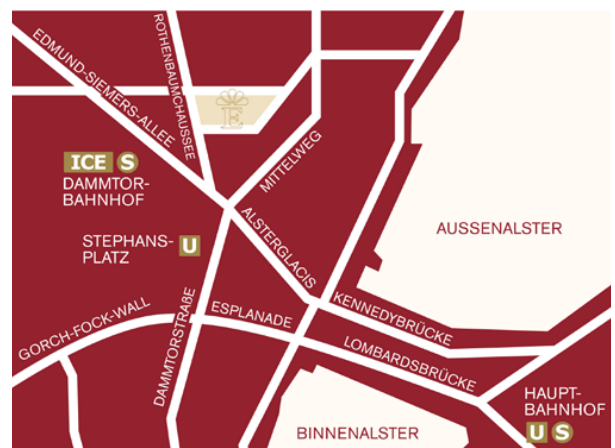 EDMUND-SIEMERS-ALLEE
ROTHENBAUMCHAUSSEE
E
MITTELWEG
ICE S
DAMMTOR-
BAHNHOF
STEPHANS-
PLATZ
U
ALSTERGLACIS
AUSSENALSTER
GORCH-FOCK-WALL
DAMMTORSTRAßE
ESPLANADE
KENNEDYBRÜCKE
LOMBARDSBRÜCKE
BINNENALSTER
HAUPT-
BAHNHOF
U S